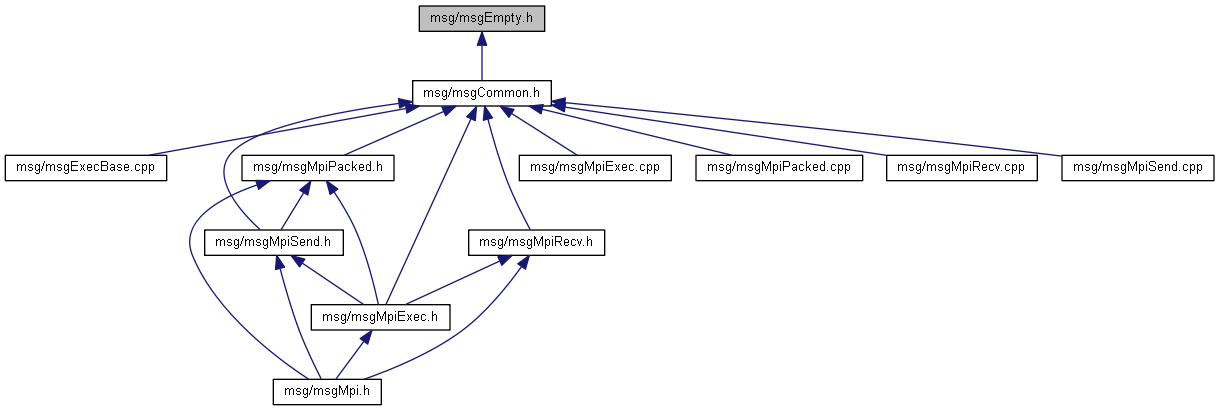 msg/msgEmpty.h
msg/msgCommon.h
msg/msgExecBase.cpp
msg/msgMpiPacked.h
msg/msgMpiExec.cpp
msg/msgMpiPacked.cpp
msg/msgMpiRecv.cpp
msg/msgMpiSend.cpp
msg/msgMpiSend.h
msg/msgMpiRecv.h
msg/msgMpiExec.h
msg/msgMpi.h